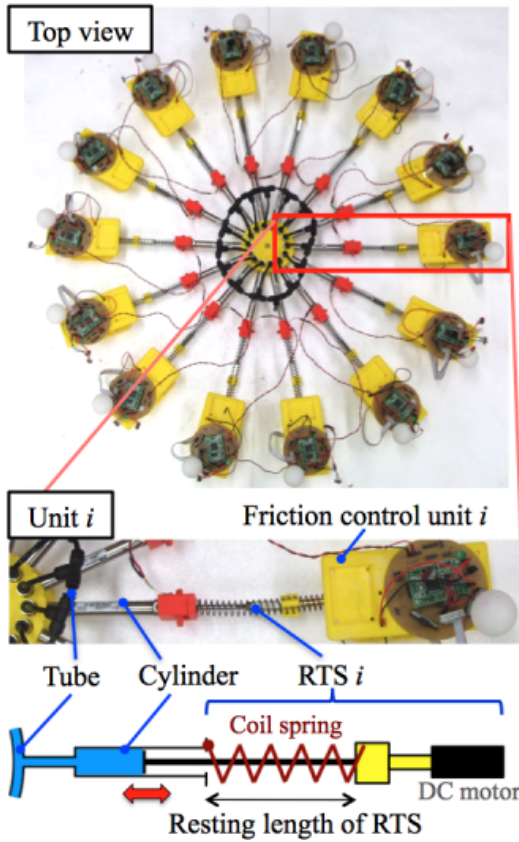 Top view
Unit i
Friction control unit i
Tube
Cylinder
RTS i
Coil spring
DC motor
Resting length of RTS